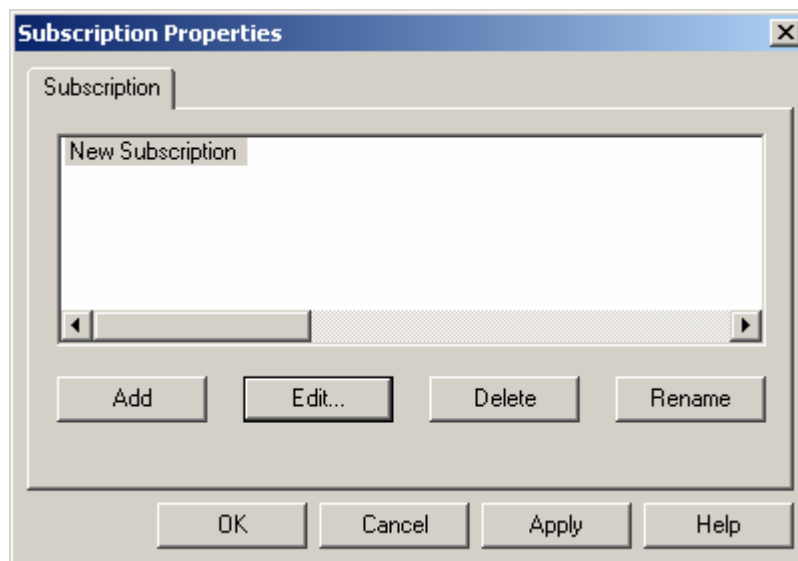 Subscription Properties
Subscription
New Subscription
Add Edit... Delete Rename
OK Cancel Apply Help